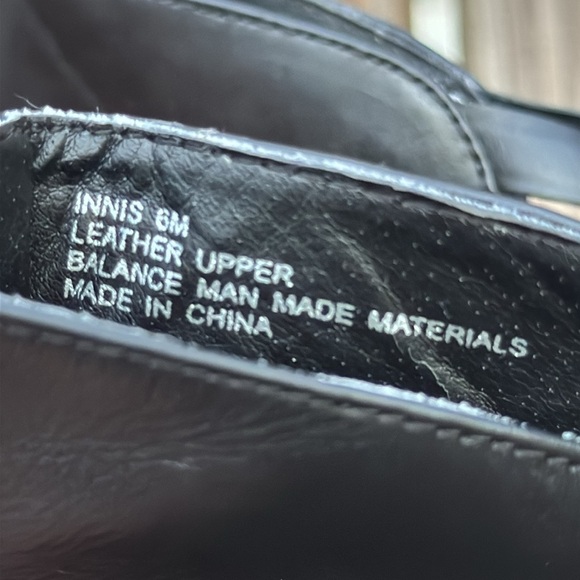 INNIS 6M
LEATHER UPPER
BALANCE MAN MADE MATERIALS
MADE IN CHINA